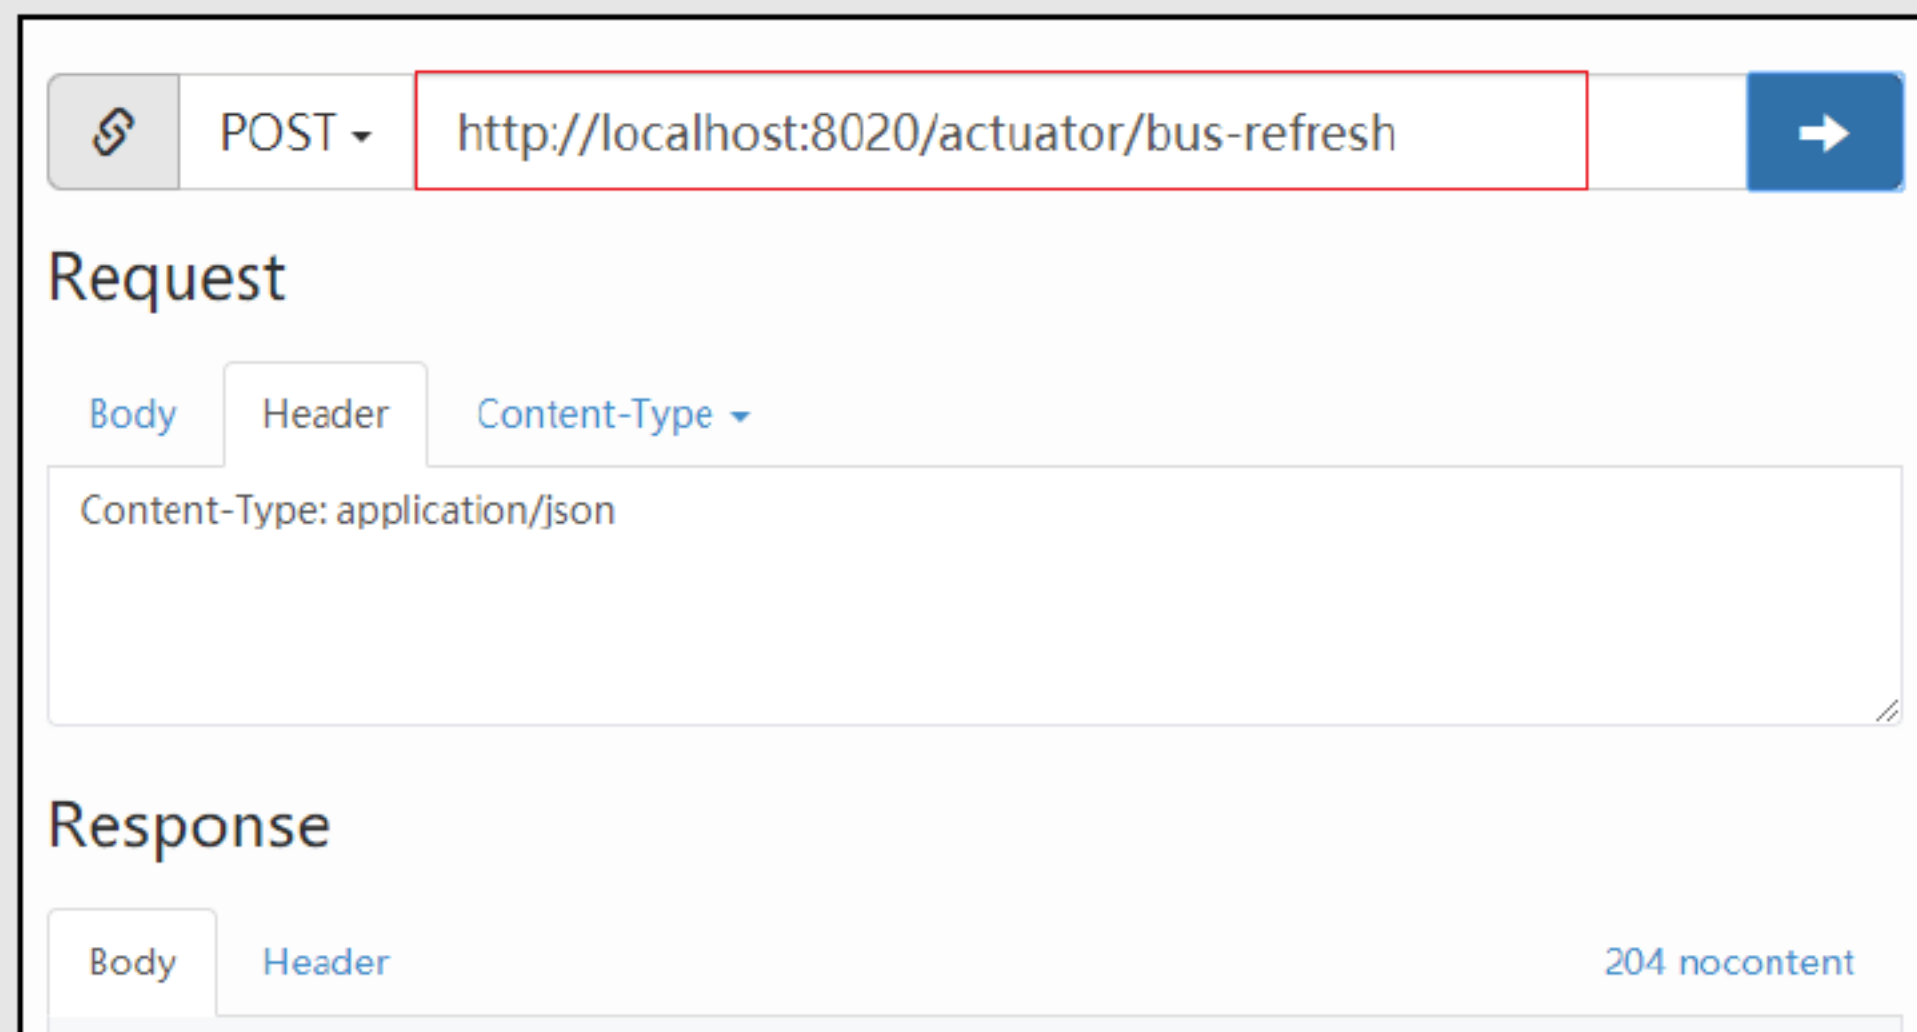 POST http://localhost:8020/actuator/bus-refresh
Request
Body Header Content-Type
Content-Type: application/json
Response
Body Header 204 nocontent